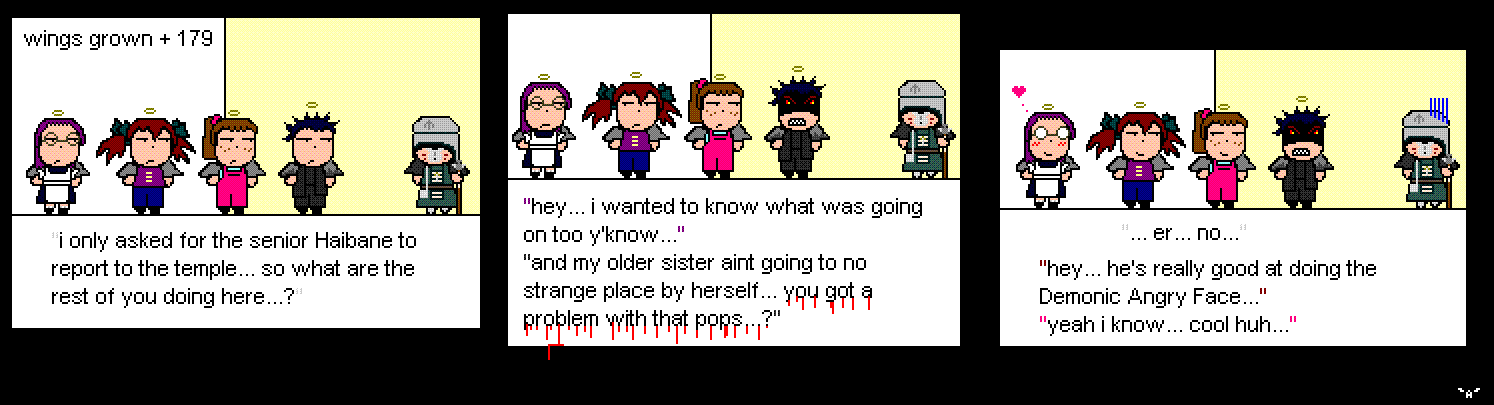 wings grown + 179
"i only asked for the senior Haibane to
report to the temple... so what are the
rest of you doing here...?"
"hey... i wanted to know what was going
on too y'know..."
"and my older sister aint going to no
strange place by herself... you got a
problem with that pops...?"
"... er... no..."
"hey... he's really good at doing the
Demonic Angry Face..."
"yeah i know... cool huh..."